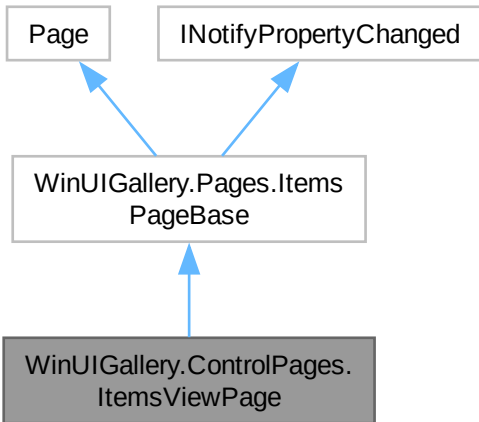 Page
INotifyPropertyChanged
WinUIGallery.Pages.Items
PageBase
WinUIGallery.ControlPages.
ItemsViewPage